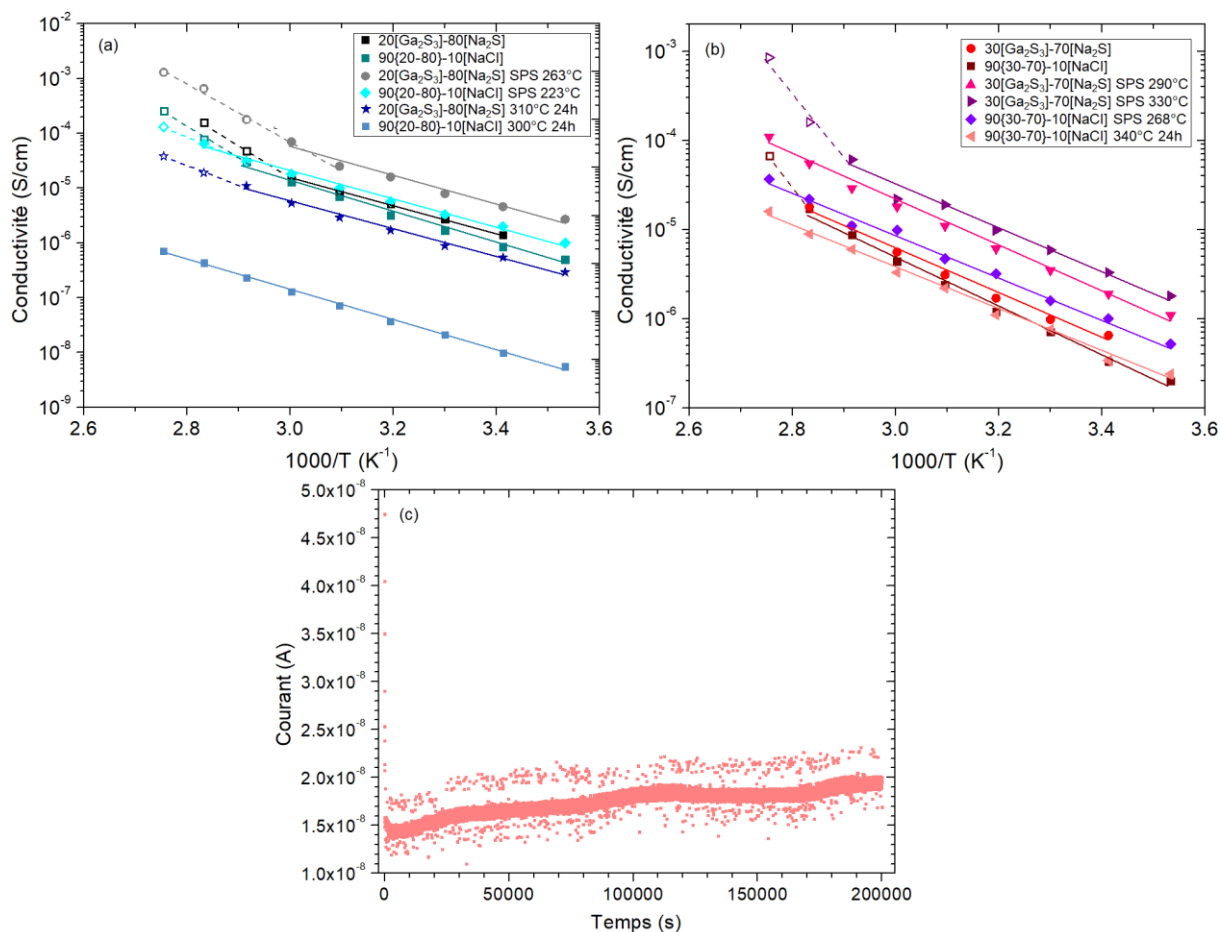 (a)
20[Ga₂S₃]-80[Na₂S]
90{20-80}-10[NaCl]
20[Ga₂S₃]-80[Na₂S] SPS 263°C
90{20-80}-10[NaCl] SPS 223°C
20[Ga₂S₃]-80[Na₂S] 310°C 24h
90{20-80}-10[NaCl] 300°C 24h
Conductivité (S/cm)
10⁻²
10⁻³
10⁻⁴
10⁻⁵
10⁻⁶
10⁻⁷
10⁻⁸
10⁻⁹
2.6 2.8 3.0 3.2 3.4 3.6
1000/T (K⁻¹)
(b)
30[Ga₂S₃]-70[Na₂S]
90{30-70}-10[NaCl]
30[Ga₂S₃]-70[Na₂S] SPS 290°C
30[Ga₂S₃]-70[Na₂S] SPS 330°C
90{30-70}-10[NaCl] SPS 268°C
90{30-70}-10[NaCl] 340°C 24h
Conductivité (S/cm)
10⁻³
10⁻⁴
10⁻⁵
10⁻⁶
10⁻⁷
2.6 2.8 3.0 3.2 3.4 3.6
1000/T (K⁻¹)
(c)
Courant (A)
5.0x10⁻⁸
4.5x10⁻⁸
4.0x10⁻⁸
3.5x10⁻⁸
3.0x10⁻⁸
2.5x10⁻⁸
2.0x10⁻⁸
1.5x10⁻⁸
1.0x10⁻⁸
0 50000 100000 150000 200000
Temps (s)